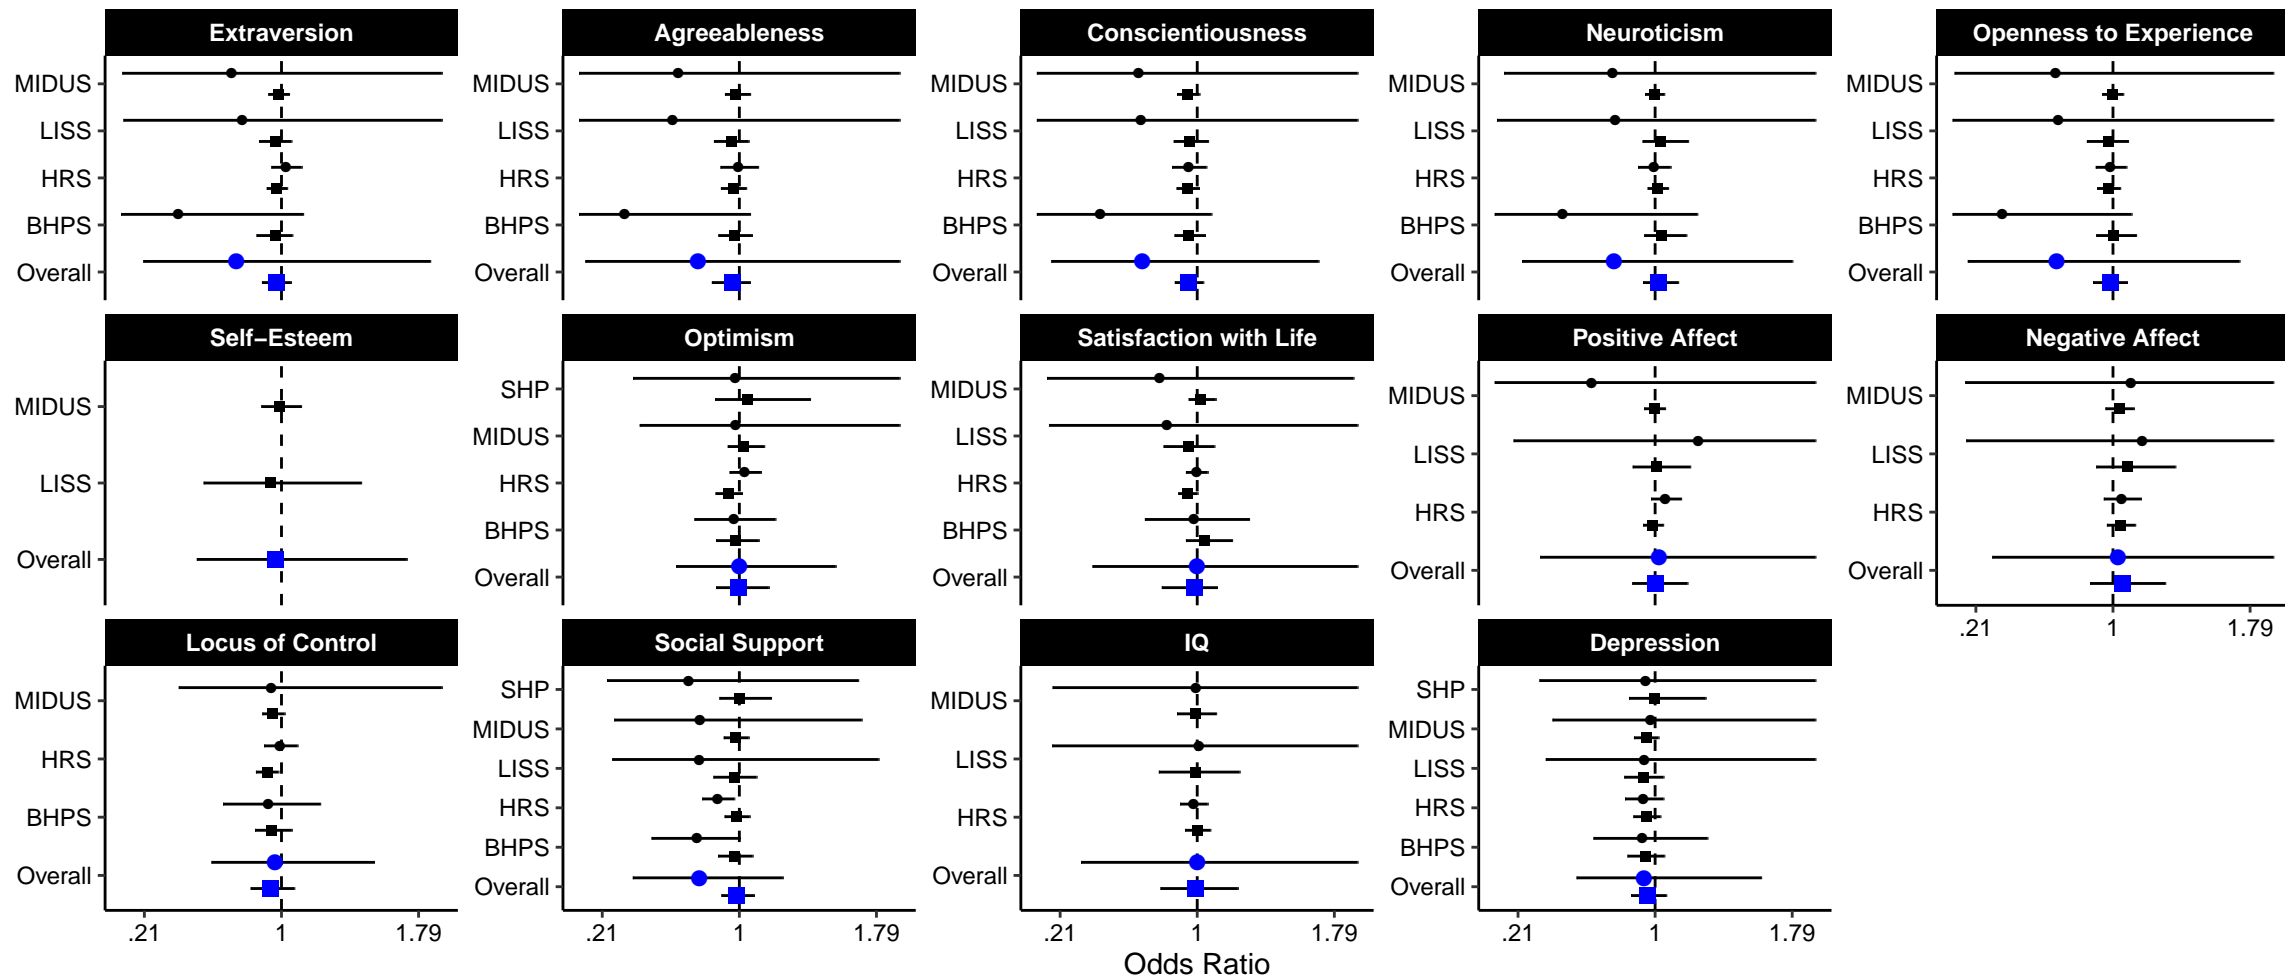 Extraversion
Agreeableness
Conscientiousness
Neuroticism
Openness to Experience
MIDUS
LISS
HRS
BHPS
Overall
MIDUS
LISS
HRS
BHPS
Overall
MIDUS
LISS
HRS
BHPS
Overall
MIDUS
LISS
HRS
BHPS
Overall
MIDUS
LISS
HRS
BHPS
Overall
Self−Esteem
Optimism
Satisfaction with Life
Positive Affect
Negative Affect
MIDUS
LISS
Overall
SHP
MIDUS
HRS
BHPS
Overall
MIDUS
LISS
HRS
BHPS
Overall
MIDUS
LISS
HRS
Overall
MIDUS
LISS
HRS
Overall
.21 1 1.79
Locus of Control
Social Support
IQ
Depression
MIDUS
HRS
BHPS
Overall
SHP
MIDUS
LISS
HRS
BHPS
Overall
MIDUS
LISS
HRS
Overall
SHP
MIDUS
LISS
HRS
BHPS
Overall
.21 1 1.79
.21 1 1.79
.21 1 1.79
.21 1 1.79
Odds Ratio